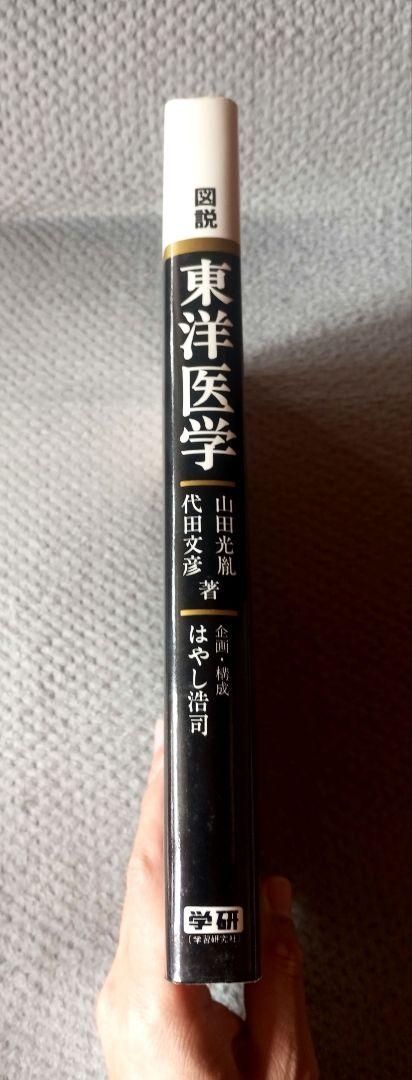 図説
東洋医学
山田光胤
代田文彦
著
企画・構成
はやし浩司
学研
(学習研究社)